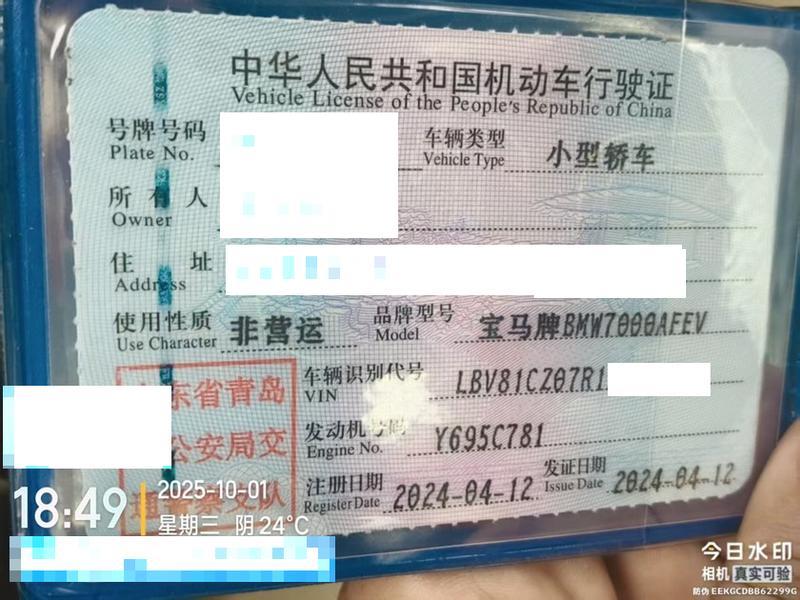 中华人民共和国机动车行驶证
Vehicle License of the People's Republic of China
号牌号码
Plate No.
车辆类型 小型轿车
Vehicle Type
所有人
Owner
住址
Address
使用性质 非营运
Use Character
品牌型号 宝马牌BMW7000AFEV
Model
东省青岛
公安局交
通警察支队
车辆识别代号 LBV81CZ07R1
VIN
发动机号码 Y695C781
Engine No.
注册日期 2024-04-12
Register Date
发证日期 2024-04-12
Issue Date
18:49
2025-10-01
星期三 阴 24°C
今日水印
相机 真实可验
防伪 EEKGCDBB62299G